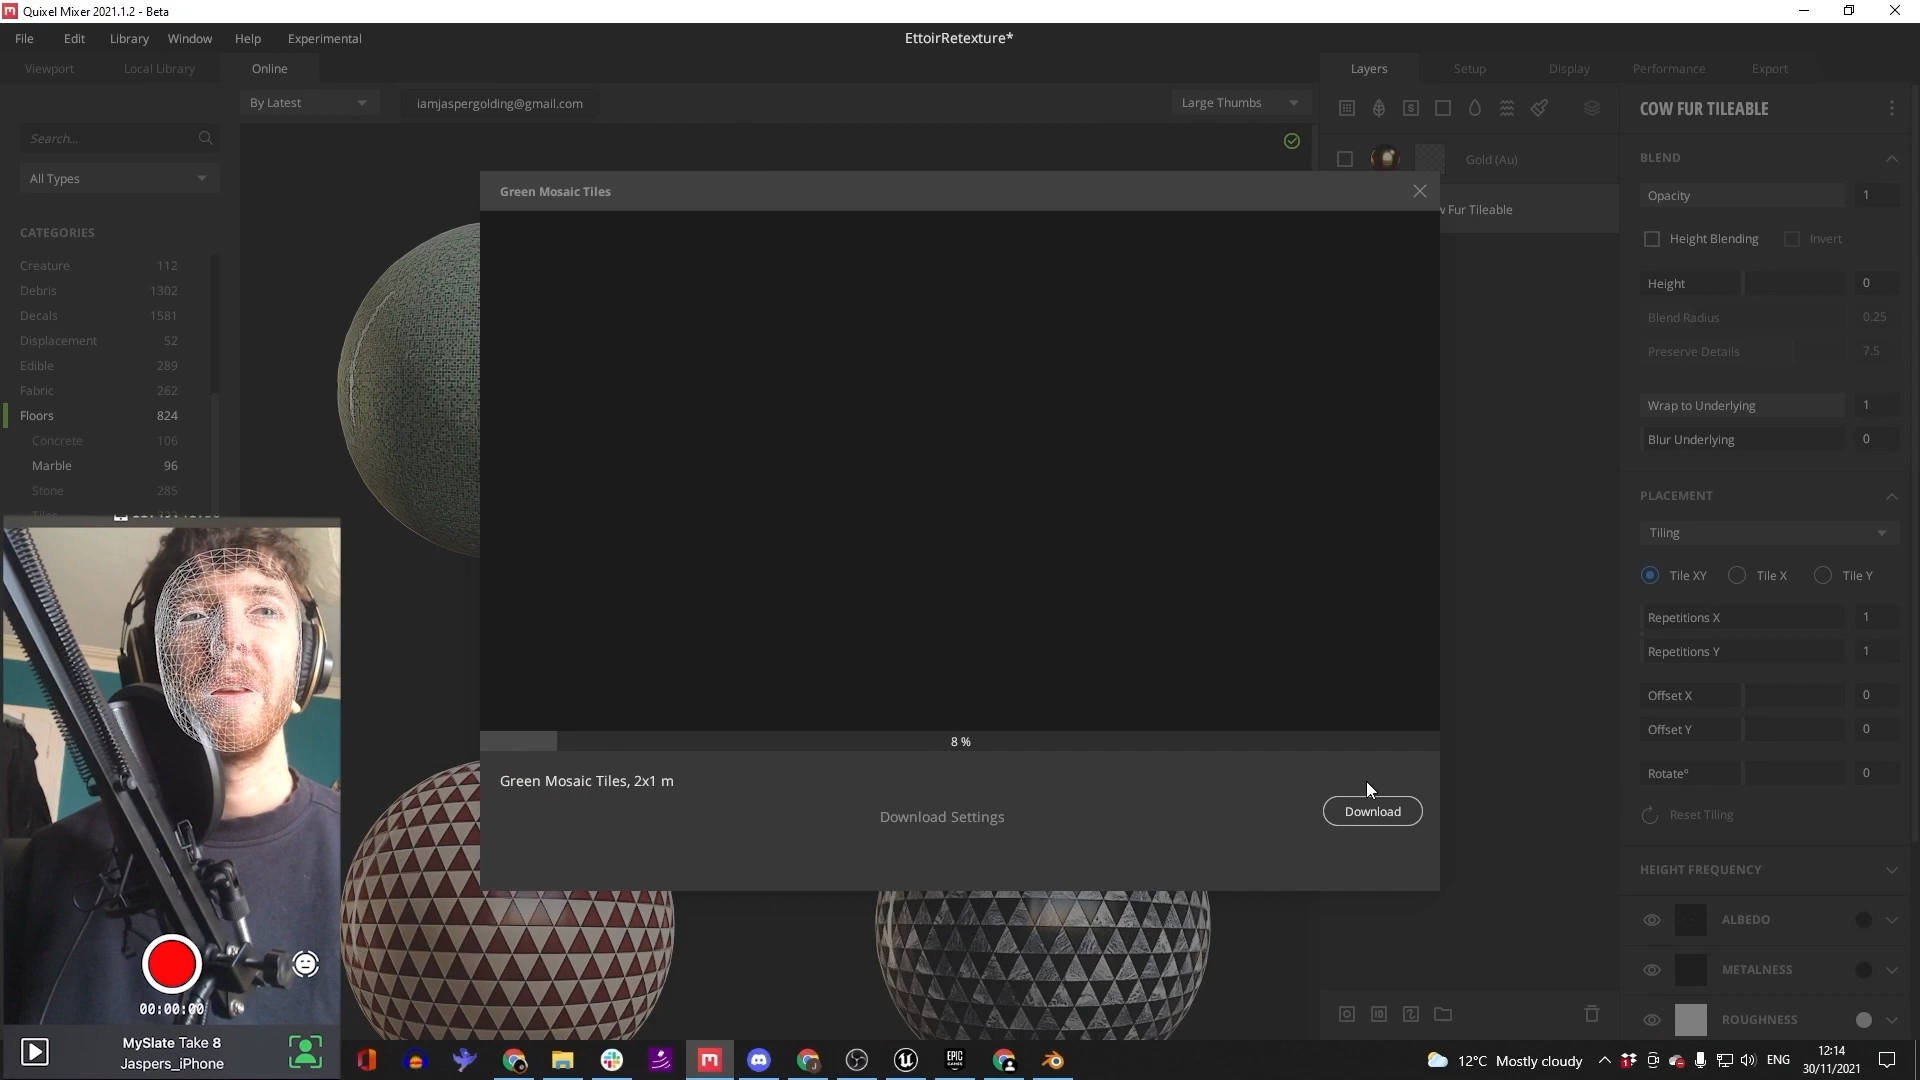 Quixel Mixer 2021.1.2 - Beta
File Edit Library Window Help Experimental
EttoirRetexture*
Viewport Local Library Online
Layers Setup Display Performance Export
By Latest
iamjaspergolding@gmail.com
Large Thumbs
COW FUR TILEABLE
Search...
All Types
Gold (Au)
BLEND
Green Mosaic Tiles
Opacity 1
w Fur Tileable
CATEGORIES
Height Blending Invert
Creature 112
Debris 1302
Decals 1581
Displacement 52
Edible 289
Fabric 262
Floors 824
Concrete 106
Marble 96
Stone 285
Height 0
Blend Radius 0.25
Preserve Details 7.5
Wrap to Underlying 1
Blur Underlying 0
PLACEMENT
Tiling
Tile XY Tile X Tile Y
Repetitions X 1
Repetitions Y 1
Offset X 0
Offset Y 0
Rotate° 0
Reset Tiling
8 %
Green Mosaic Tiles, 2x1 m
Download Settings
Download
HEIGHT FREQUENCY
ALBEDO
METALNESS
ROUGHNESS
00:00:00
MySlate Take 8
Jaspers_iPhone
EPIC
GAMES
12°C Mostly cloudy
ENG
12:14
30/11/2021